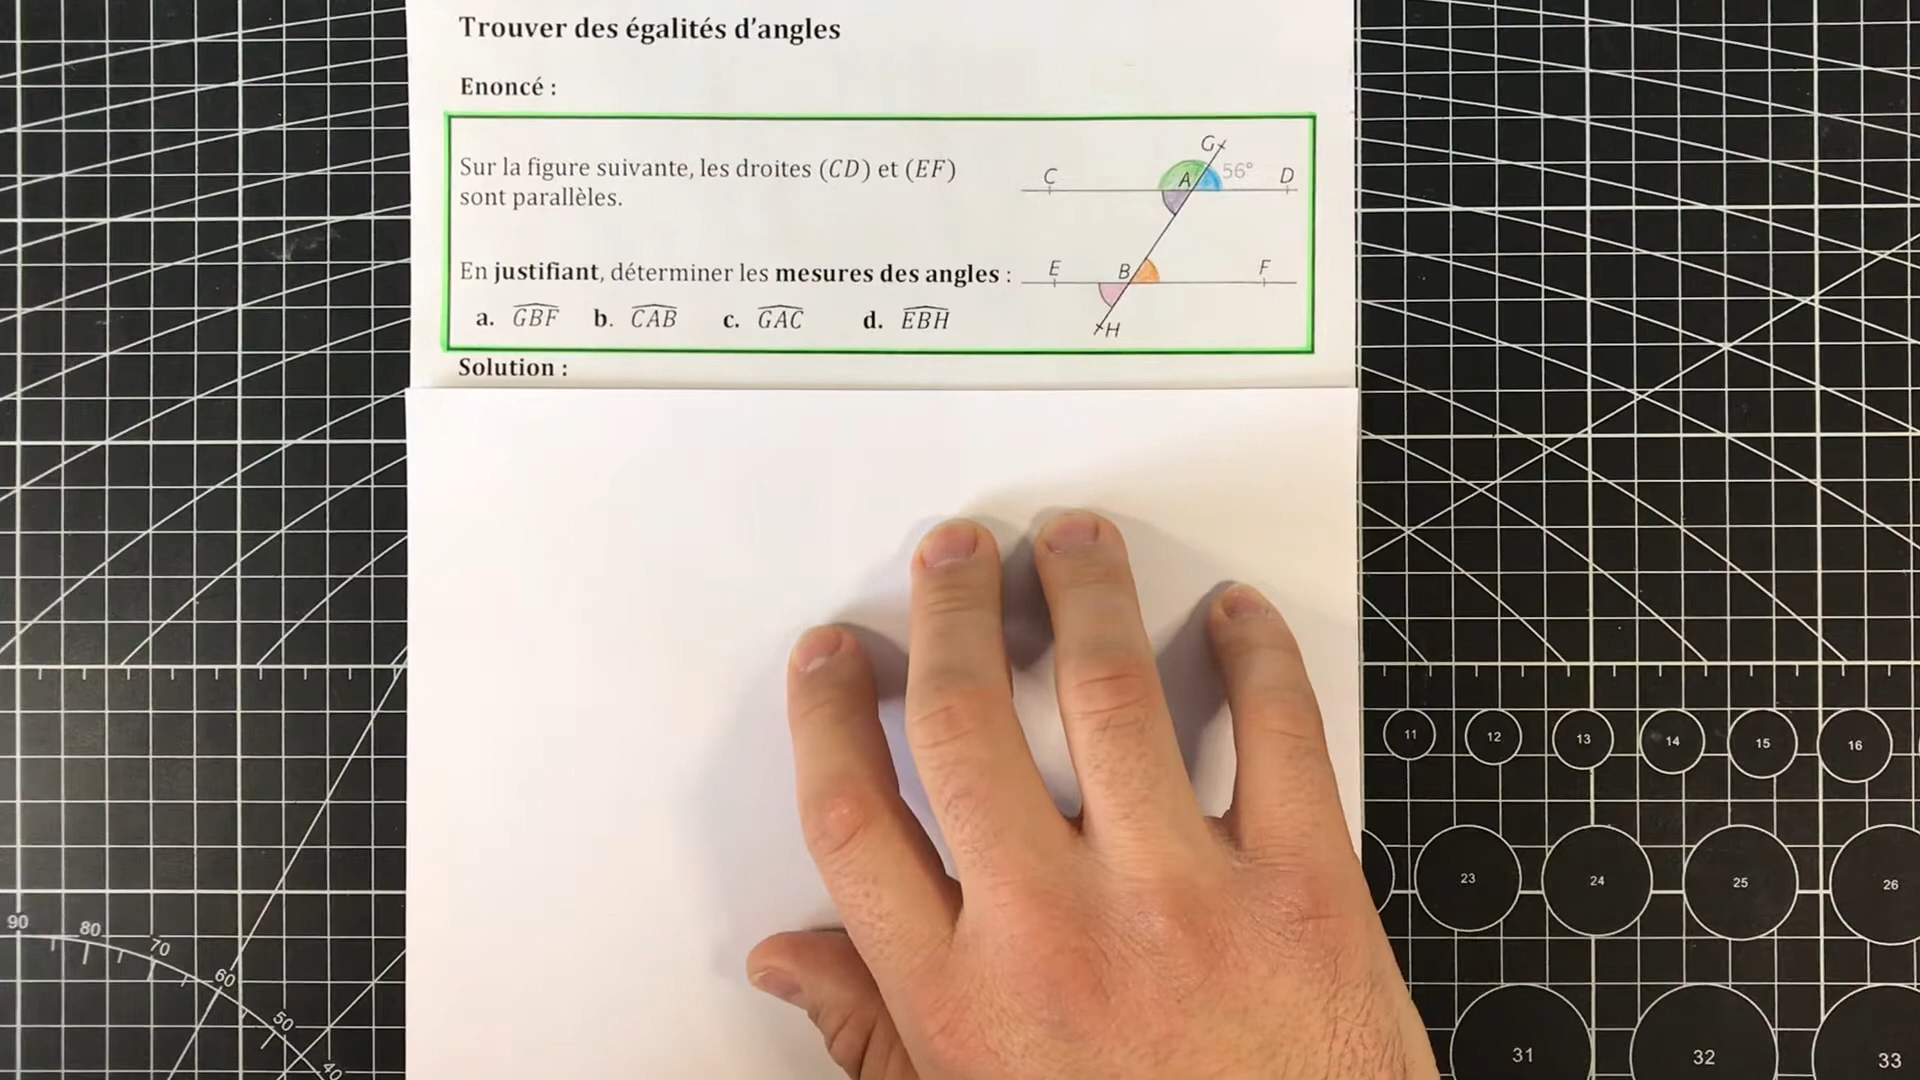 Trouver des égalités d'angles
Enoncé :
Sur la figure suivante, les droites (CD) et (EF)
sont parallèles.
En justifiant, déterminer les mesures des angles :
a. GBF b. CAB c. GAC d. EBH
G
C A 56° D
E B F
H
Solution :
11 12 13 14 15 16
23 24 25 26
31 32 33
90 80 70 60 50 40